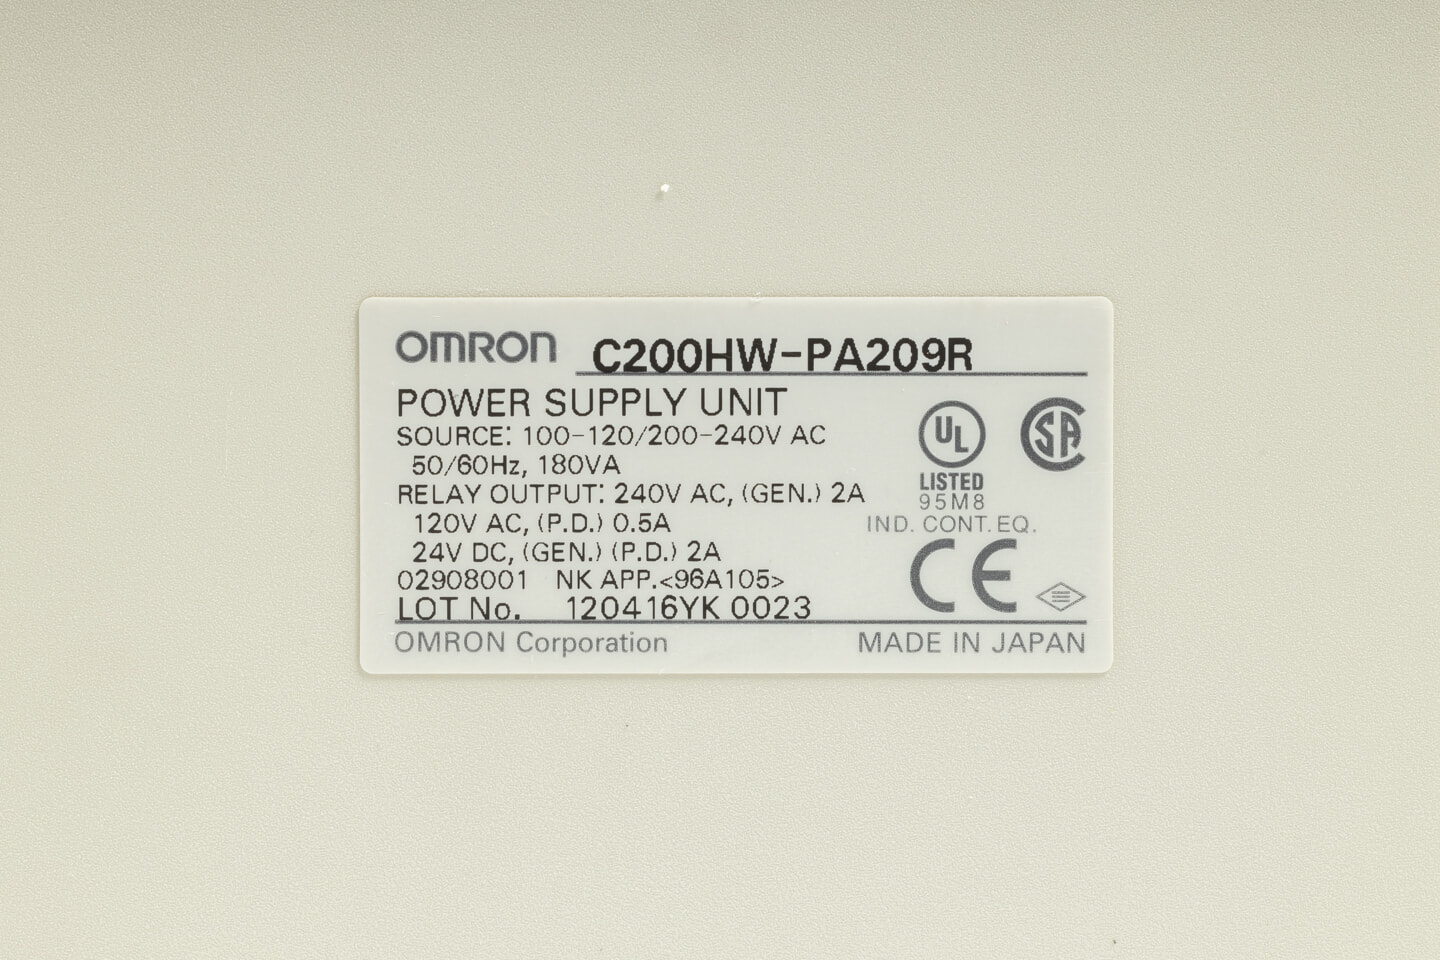 OMRON C200HW-PA209R
POWER SUPPLY UNIT
SOURCE: 100-120/200-240V AC
50/60Hz, 180VA
RELAY OUTPUT: 240V AC, (GEN.) 2A
120V AC, (P.D.) 0.5A
24V DC, (GEN.) (P.D.) 2A
02908001 NK APP.<96A105>
LOT No. 120416YK 0023
UL
SA
LISTED
95M8
IND. CONT. EQ.
CE
OMRON Corporation MADE IN JAPAN